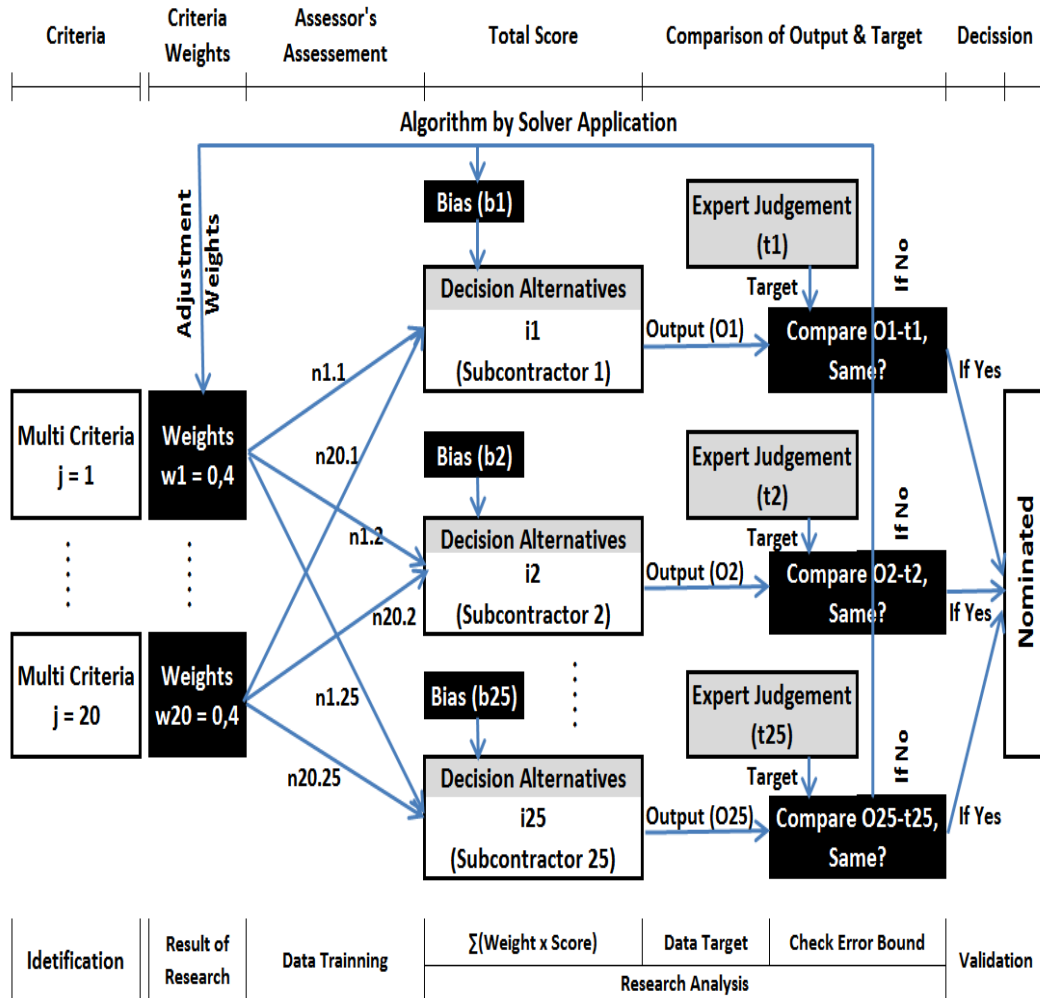 Criteria
Criteria
Weights
Assessor's
Assessement
Total Score
Comparison of Output & Target
Decission
Algorithm by Solver Application
Adjustment
Weights
Bias (b1)
Expert Judgement
(t1)
Target
If No
Decision Alternatives
i1
(Subcontractor 1)
Output (O1)
Compare O1-t1,
Same?
If Yes
n1.1
n20.1
Multi Criteria
j = 1
Weights
w1 = 0,4
Bias (b2)
Expert Judgement
(t2)
Target
If No
n1.2
Decision Alternatives
i2
(Subcontractor 2)
Output (O2)
Compare O2-t2,
Same?
If Yes
Nominated
n20.2
Multi Criteria
j = 20
Weights
w20 = 0,4
n1.25
n20.25
Bias (b25)
Expert Judgement
(t25)
Target
If No
Decision Alternatives
i25
(Subcontractor 25)
Output (O25)
Compare O25-t25,
Same?
If Yes
Idetification
Result of
Research
Data Trainning
∑(Weight x Score)
Data Target
Check Error Bound
Research Analysis
Validation